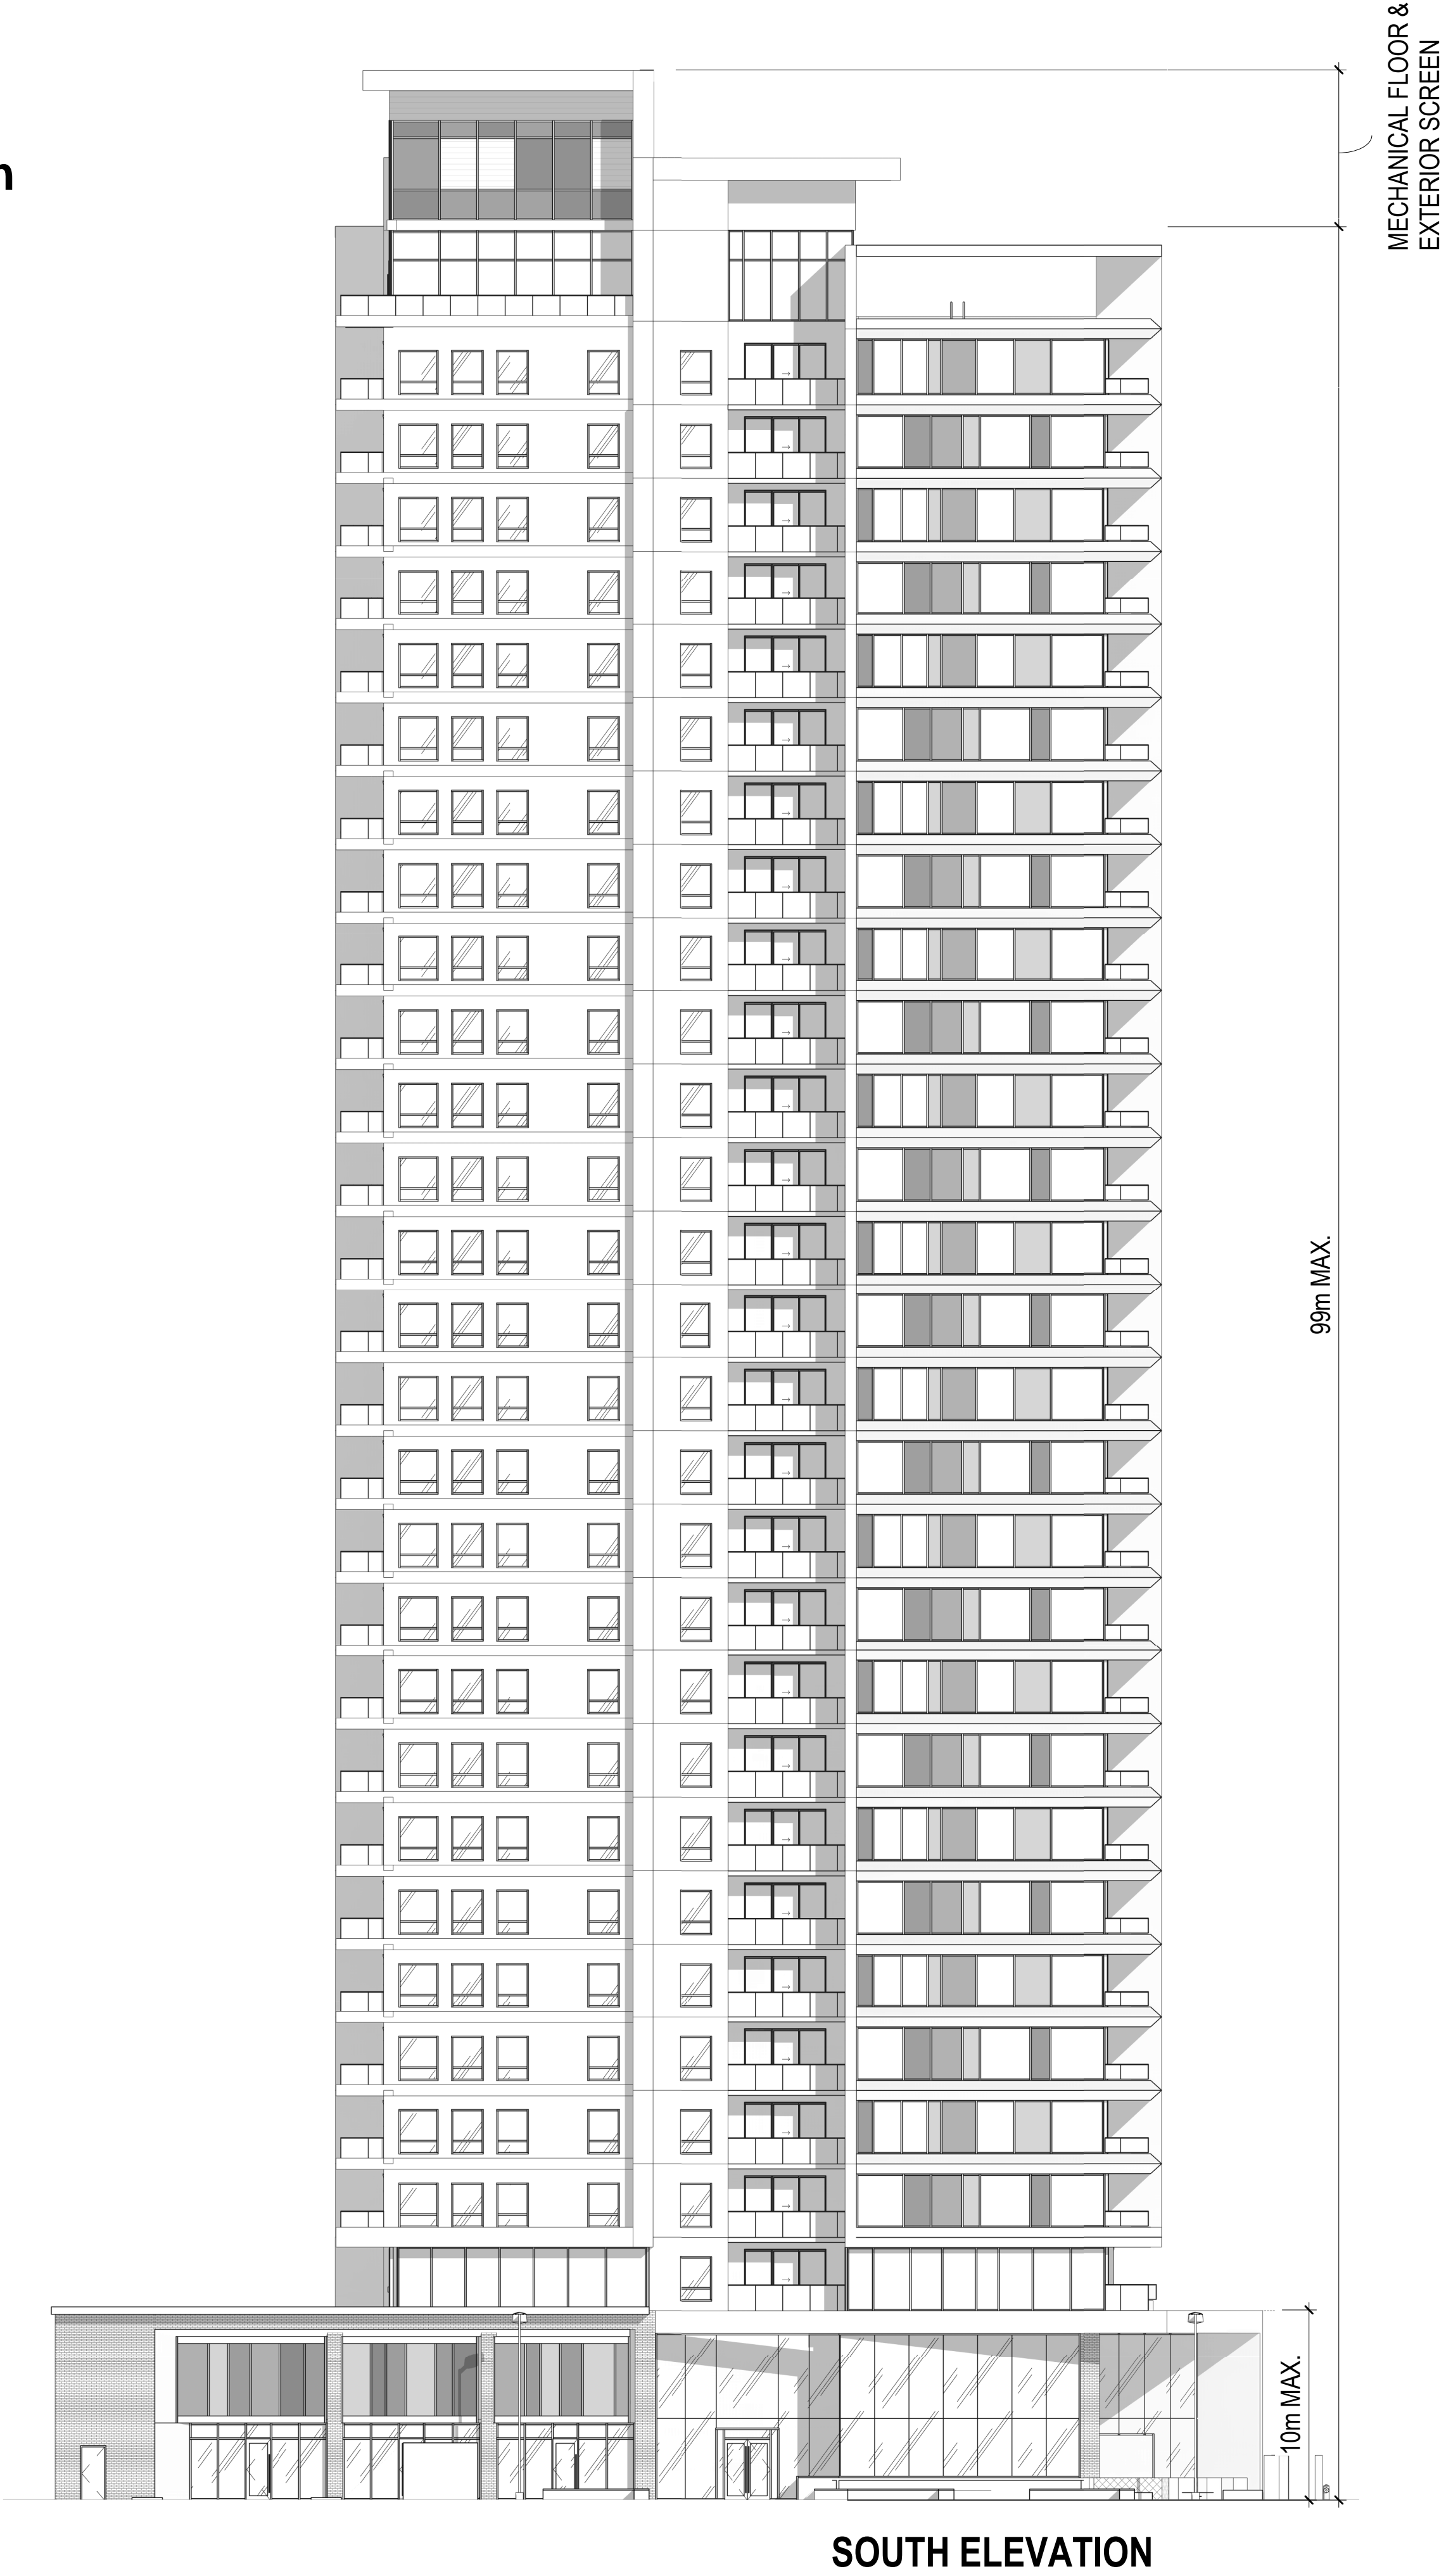 MECHANICAL FLOOR &
EXTERIOR SCREEN
99m MAX.
10m MAX.
SOUTH ELEVATION